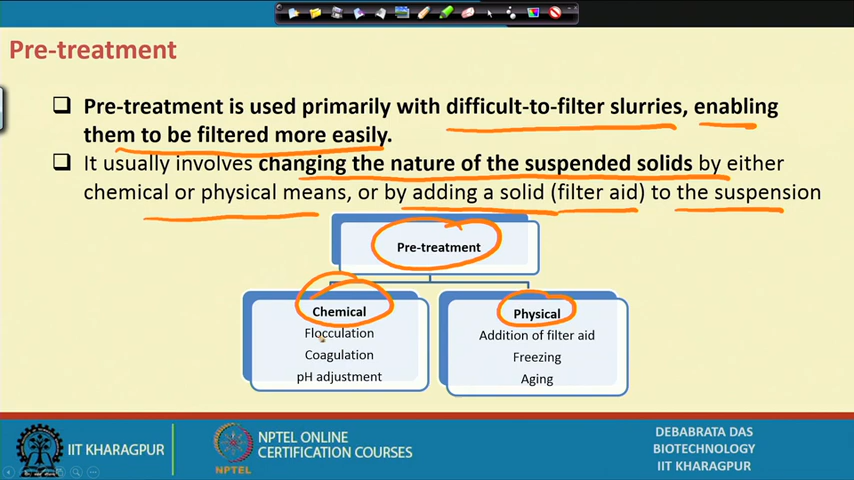 Pre-treatment
❑ Pre-treatment is used primarily with difficult-to-filter slurries, enabling
them to be filtered more easily.
❑ It usually involves changing the nature of the suspended solids by either
chemical or physical means, or by adding a solid (filter aid) to the suspension
Pre-treatment
Chemical
Flocculation
Coagulation
pH adjustment
Physical
Addition of filter aid
Freezing
Aging
IIT KHARAGPUR
NPTEL
NPTEL ONLINE
CERTIFICATION COURSES
DEBABRATA DAS
BIOTECHNOLOGY
IIT KHARAGPUR